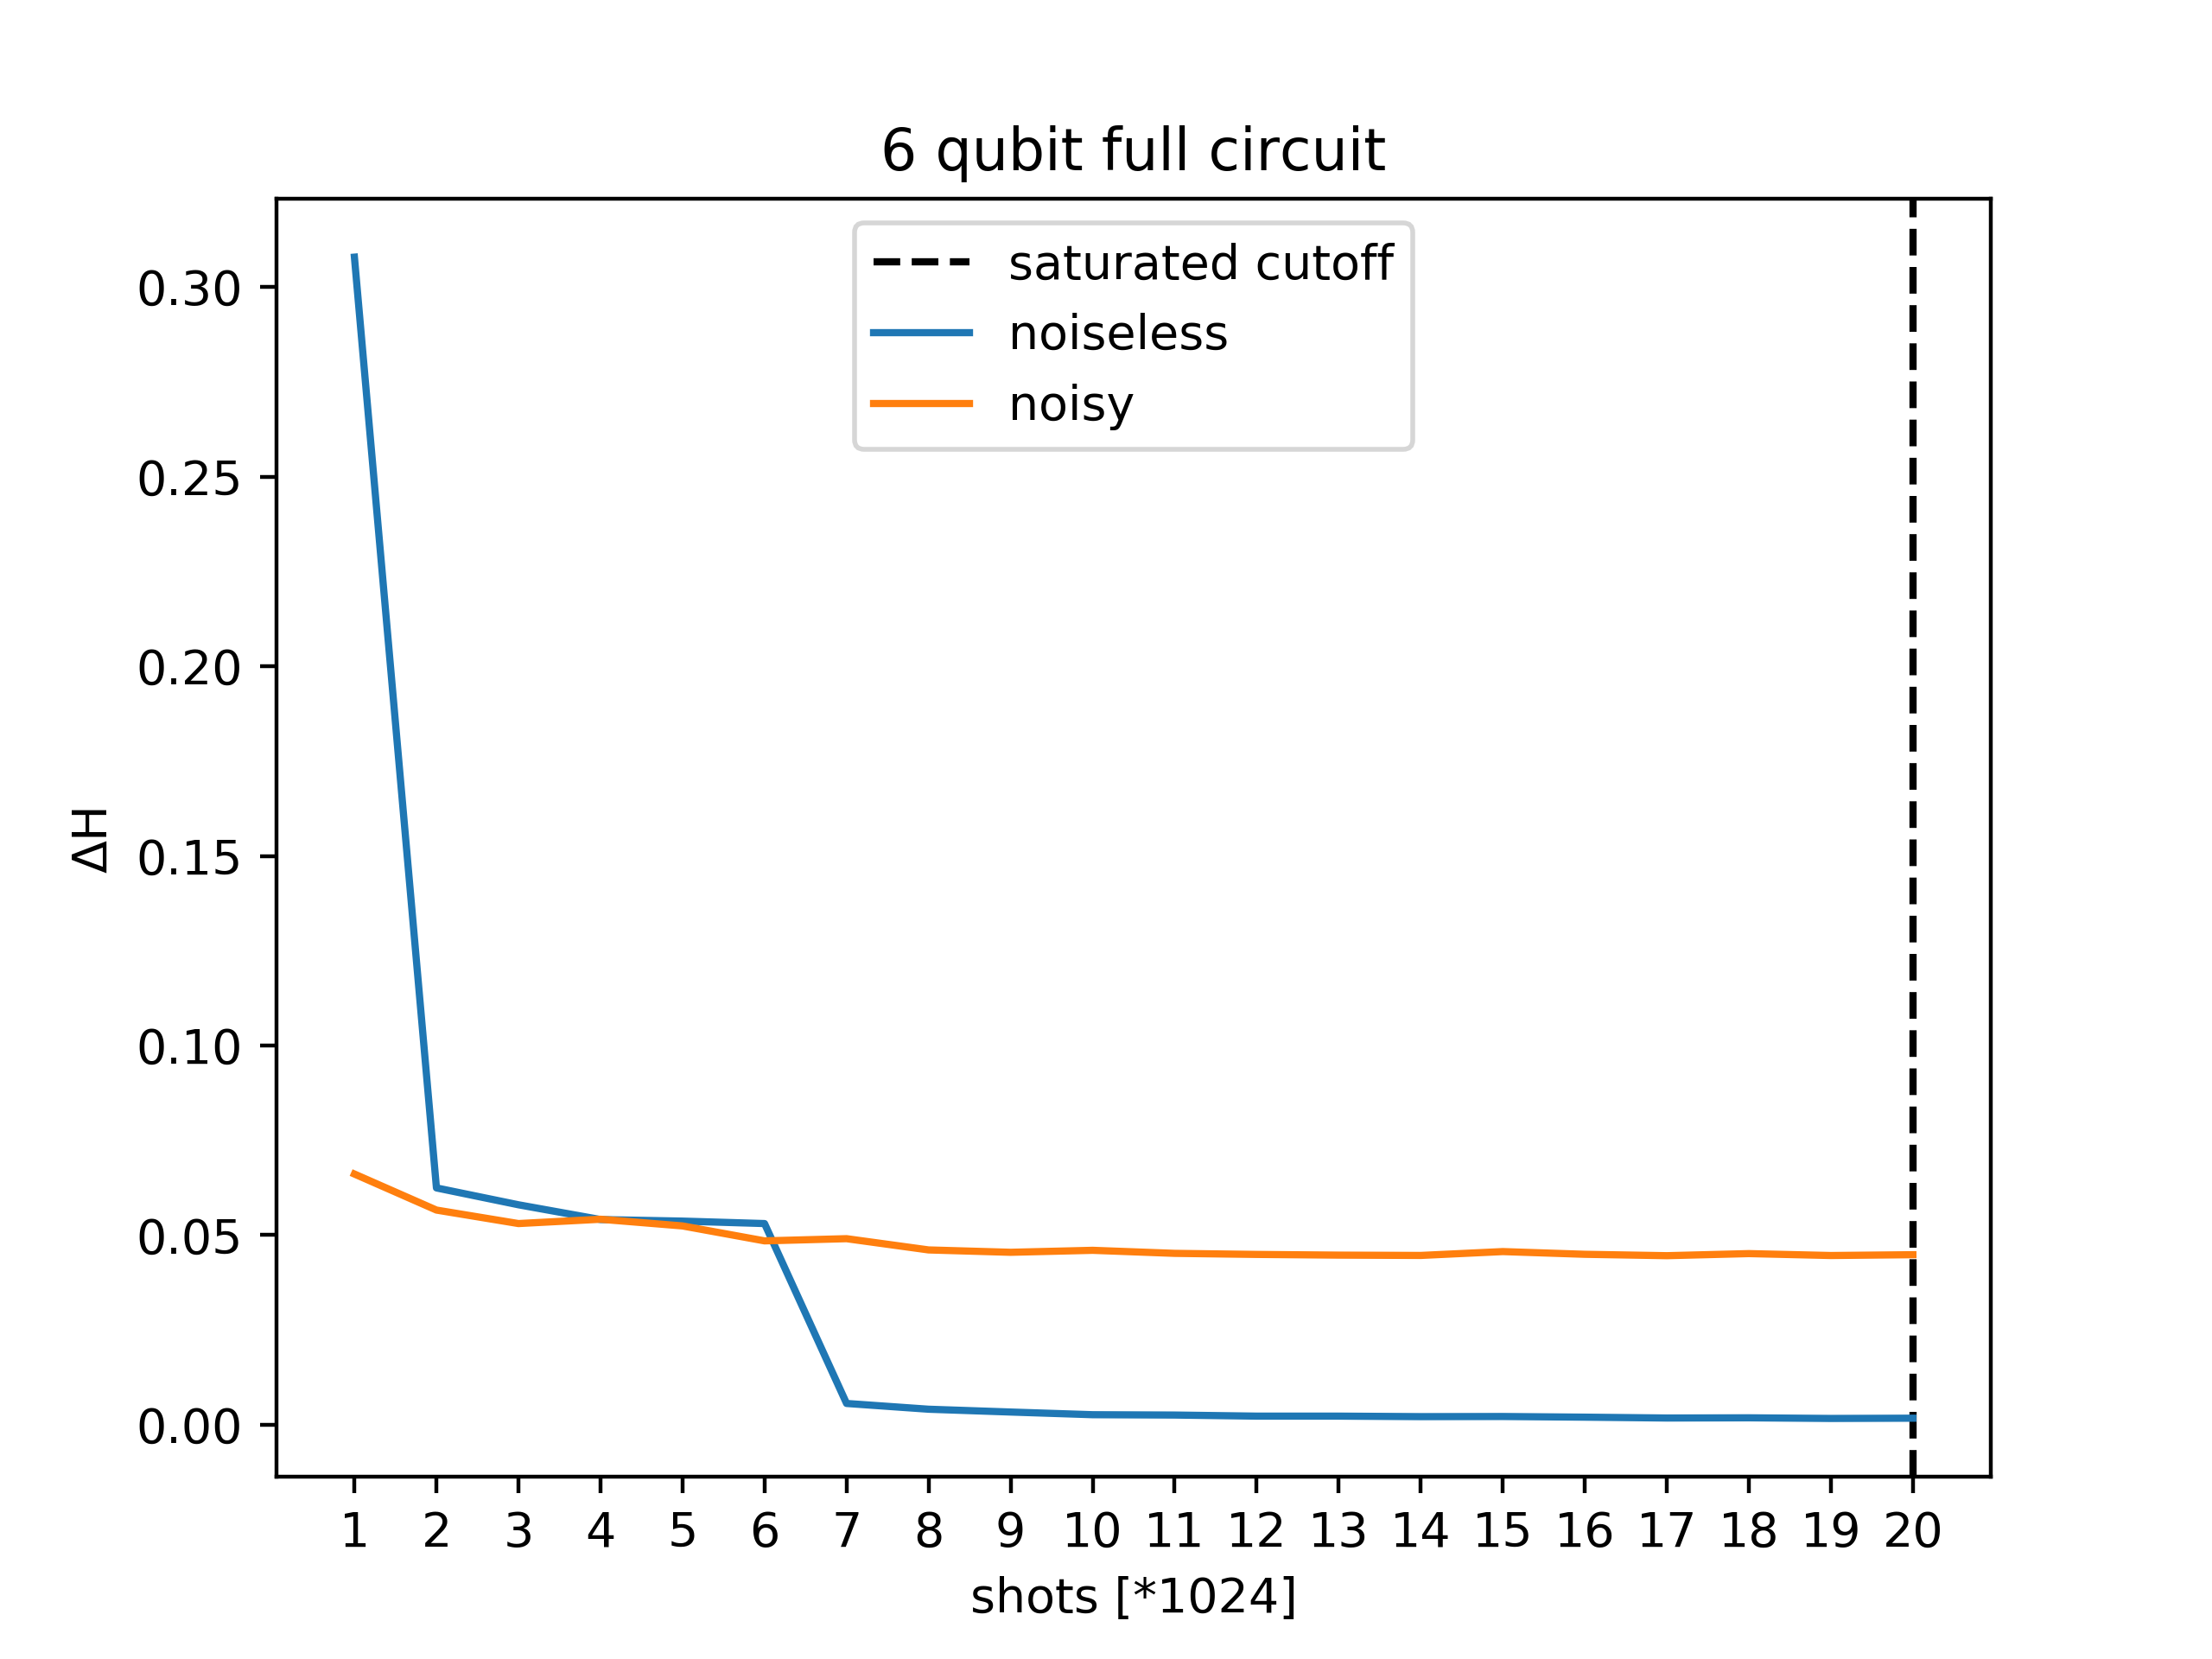 6 qubit full circuit
saturated cutoff
noiseless
noisy
0.30
0.25
0.20
0.15
0.10
0.05
0.00
ΔH
1 2 3 4 5 6 7 8 9 10 11 12 13 14 15 16 17 18 19 20
shots [*1024]